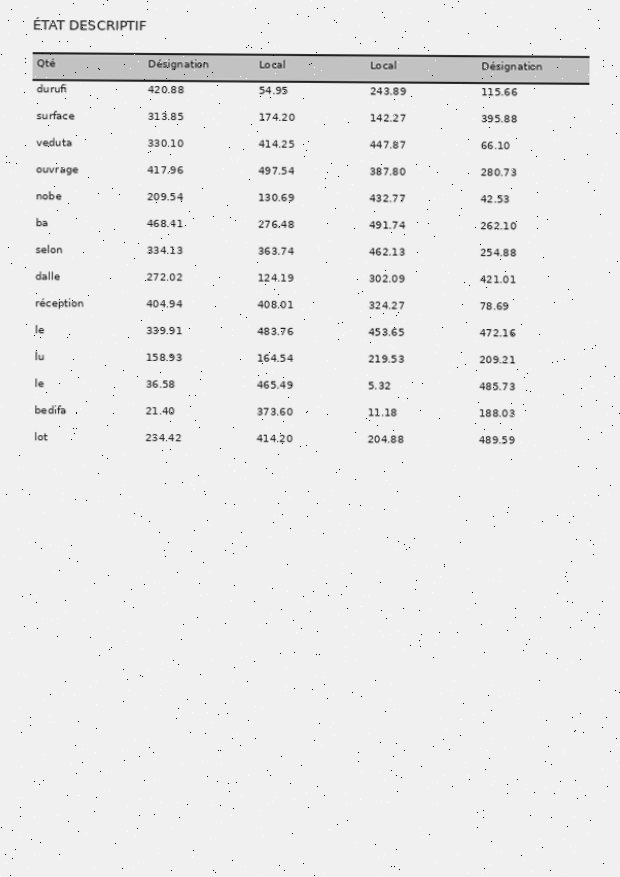 ÉTAT DESCRIPTIF
Qté Désignation Local Local Désignation
durufi 420.88 54.95 243.89 115.66
surface 313.85 174.20 142.27 395.88
veduta 330.10 414.25 447.87 66.10
ouvrage 417.96 497.54 387.80 280.73
nobe 209.54 130.69 432.77 42.53
ba 468.41 276.48 491.74 262.10
selon 334.13 363.74 462.13 254.88
dalle 272.02 124.19 302.09 421.01
réception 404.94 408.01 324.27 78.69
le 339.91 483.76 453.65 472.16
lu 158.93 164.54 219.53 209.21
le 36.58 465.49 5.32 485.73
bedifa 21.40 373.60 11.18 188.03
lot 234.42 414.20 204.88 489.59